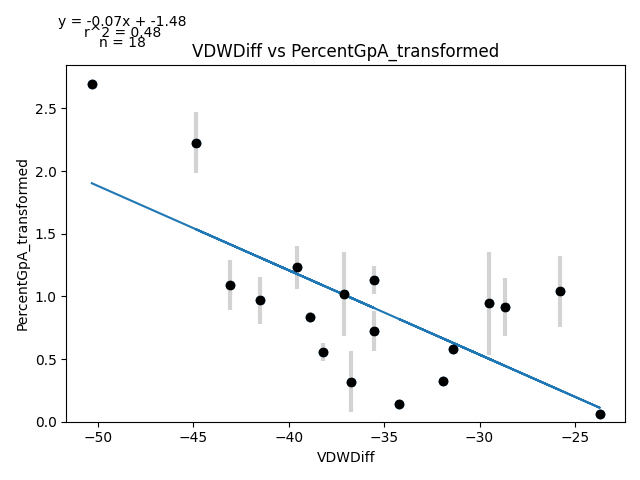 y = -0.07x + -1.48
r^2 = 0.48
n = 18
VDWDiff vs PercentGpA_transformed
PercentGpA_transformed
2.5
2.0
1.5
1.0
0.5
0.0
−50
−45
−40
−35
−30
−25
VDWDiff